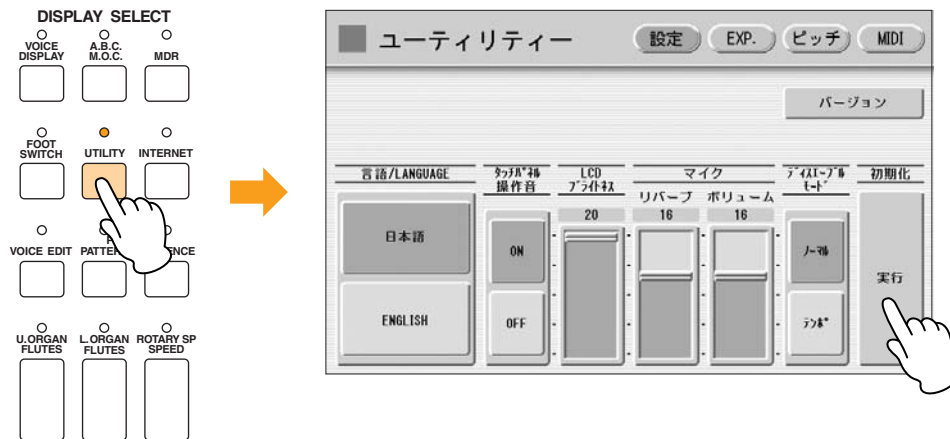 DISPLAY SELECT
VOICE DISPLAY
A.B.C. M.O.C.
MDR
FOOT SWITCH
UTILITY
INTERNET
VOICE EDIT
U.ORGAN FLUTES
L.ORGAN FLUTES
ROTARY SP SPEED
ユーティリティー
設定
EXP.
ピッチ
MIDI
バージョン
言語/LANGUAGE
タッチパネル 操作音
LCD ブライトネス
マイク
ディスエーブル モード
初期化
リバーブ
ボリューム
20
16
16
日本語
ON
ノーマル
実行
ENGLISH
OFF
テンポ